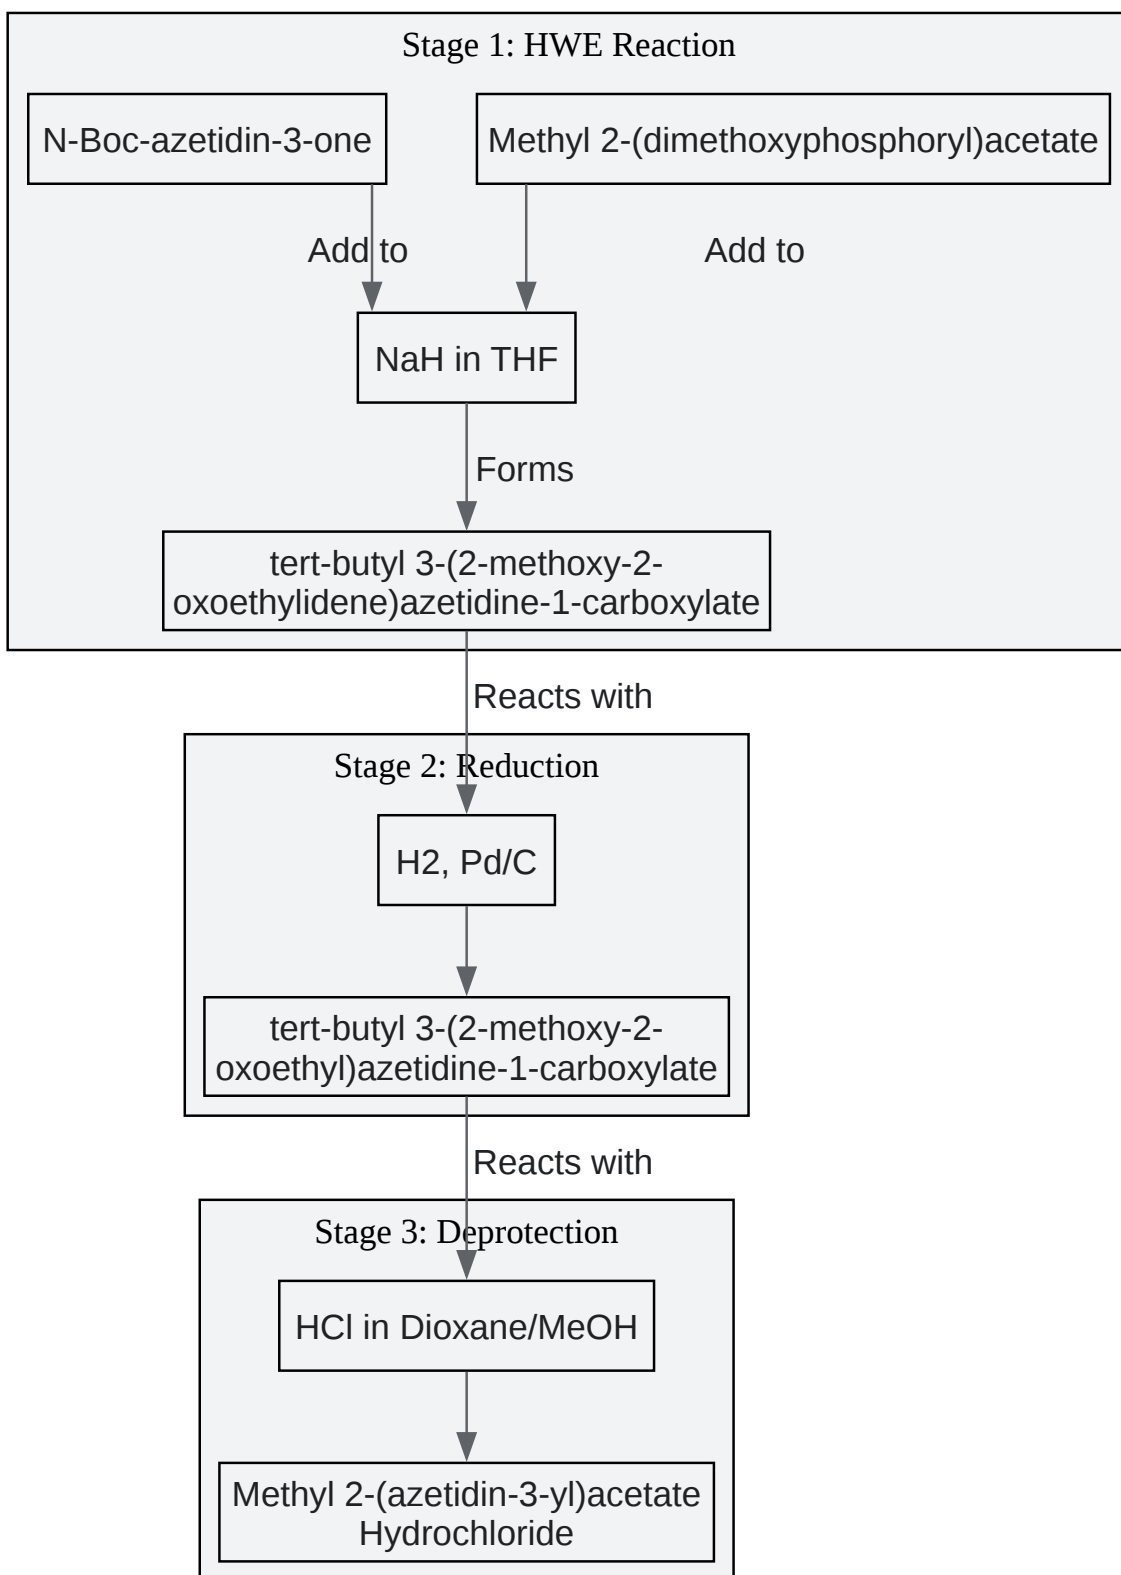 Stage 1: HWE Reaction
N-Boc-azetidin-3-one
Methyl 2-(dimethoxyphosphoryl)acetate
Add to
Add to
NaH in THF
Forms
tert-butyl 3-(2-methoxy-2-
oxoethylidene)azetidine-1-carboxylate
Reacts with
Stage 2: Reduction
H2, Pd/C
tert-butyl 3-(2-methoxy-2-
oxoethyl)azetidine-1-carboxylate
Reacts with
Stage 3: Deprotection
HCl in Dioxane/MeOH
Methyl 2-(azetidin-3-yl)acetate
Hydrochloride